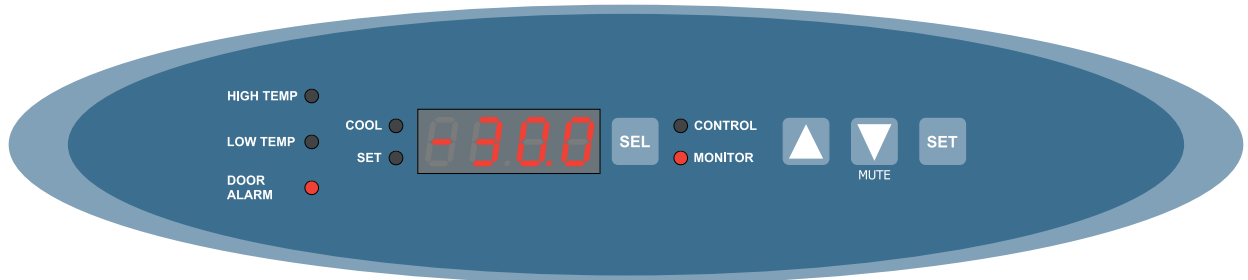 HIGH TEMP
LOW TEMP
DOOR
ALARM
COOL
SET
-30.0
SEL
CONTROL
MONITOR
MUTE
SET